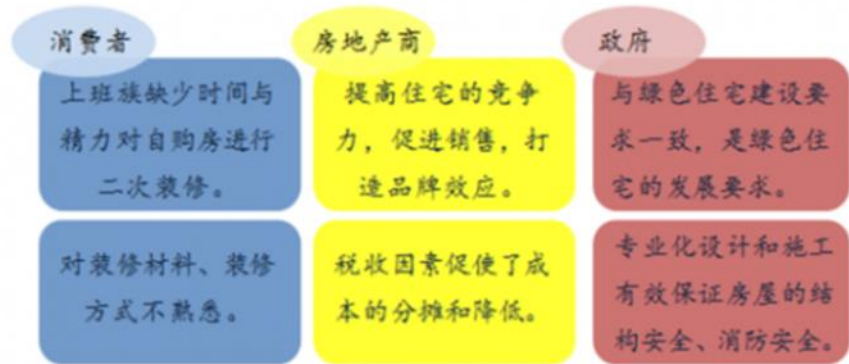 消费者
上班族缺少时间与
精力对自购房进行
二次装修。
对装修材料、装修
方式不熟悉。
房地产商
提高住宅的竞争
力，促进销售，打
造品牌效应。
税收因素促使了成
本的分摊和降低。
政府
与绿色住宅建设要
求一致，是绿色住
宅的发展要求。
专业化设计和施工
有效保证房屋的结
构安全、消防安全。